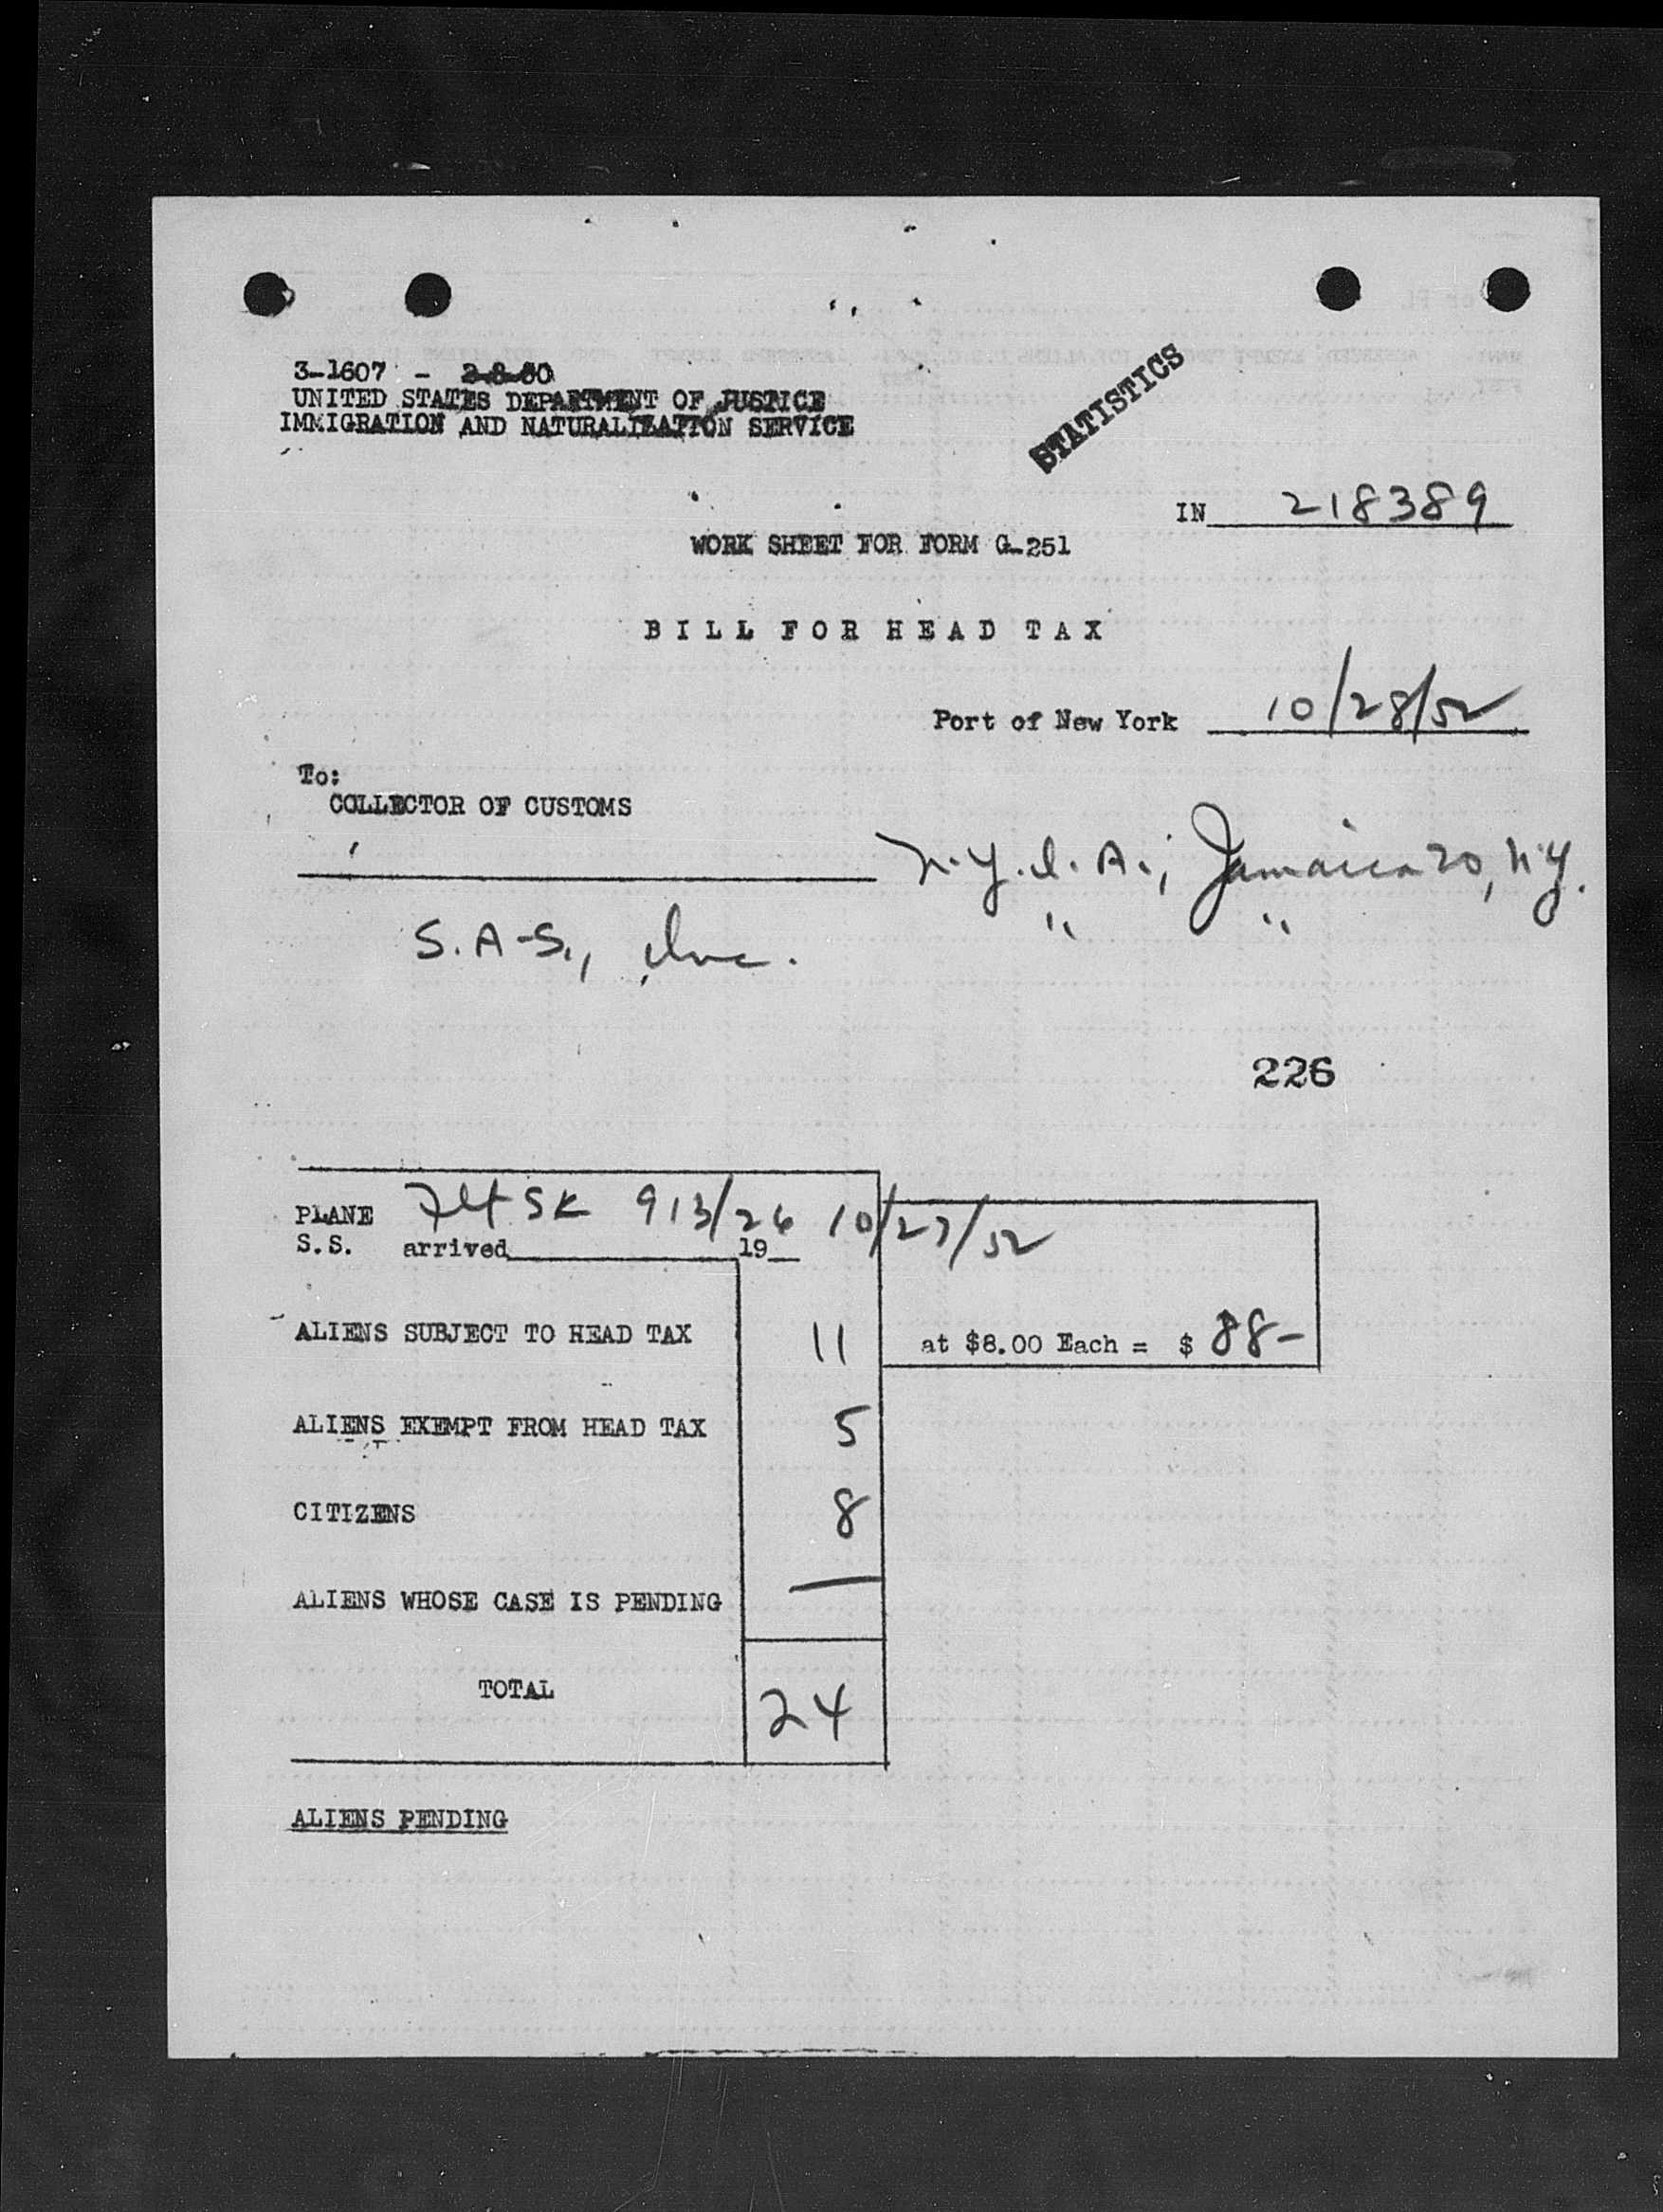 3-1607 - 2-8-50
UNITED STATES DEPARTMENT OF JUSTICE
IMMIGRATION AND NATURALIZATION SERVICE
STATISTICS
IN 218389
WORK SHEET FOR FORM G-251
BILL FOR HEAD TAX
Port of New York 10/28/52
To:
COLLECTOR OF CUSTOMS
N.Y.I.A., Jamaica 20, N.Y.
S.A-S., Inc. " "
226
PLANE Flt SK 913/26 10/27/52
S.S. arrived 19
ALIENS SUBJECT TO HEAD TAX 11 at $8.00 Each = $ 88-
ALIENS EXEMPT FROM HEAD TAX 5
CITIZENS 8
ALIENS WHOSE CASE IS PENDING —
TOTAL 24
ALIENS PENDING